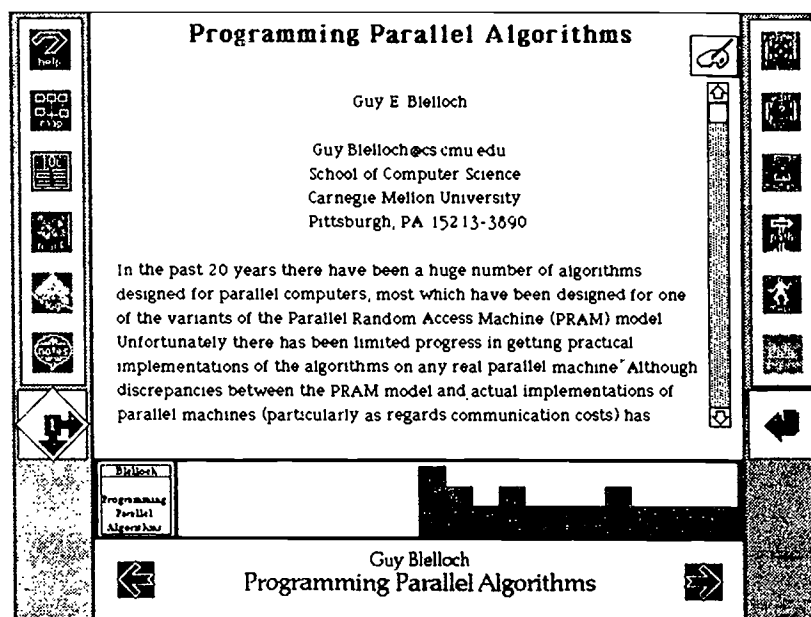 Programming Parallel Algorithms
help
map
TOC
Guy E Blelloch
Guy Blelloch@cs cmu edu
School of Computer Science
Carnegie Mellon University
Pittsburgh, PA 15213-3890
path
In the past 20 years there have been a huge number of algorithms
designed for parallel computers, most which have been designed for one
of the variants of the Parallel Random Access Machine (PRAM) model
Unfortunately there has been limited progress in getting practical
implementations of the algorithms on any real parallel machine Although
discrepancies between the PRAM model and actual implementations of
parallel machines (particularly as regards communication costs) has
notes
1
Blelloch
Programming
Parallel
Algorithms
Guy Blelloch
Programming Parallel Algorithms